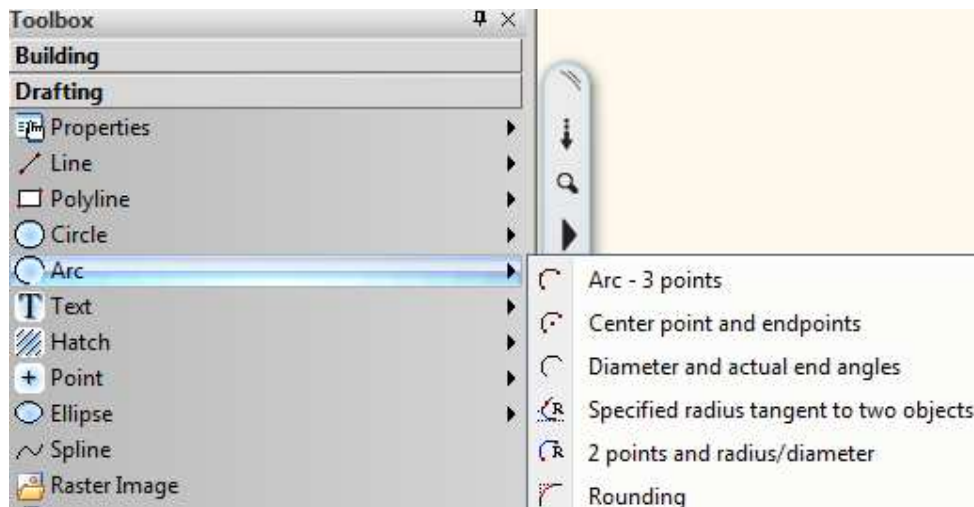 Toolbox
Building
Drafting
Properties
Line
Polyline
Circle
Arc
Text
Hatch
Point
Ellipse
Spline
Raster Image
Arc - 3 points
Center point and endpoints
Diameter and actual end angles
Specified radius tangent to two objects
2 points and radius/diameter
Rounding